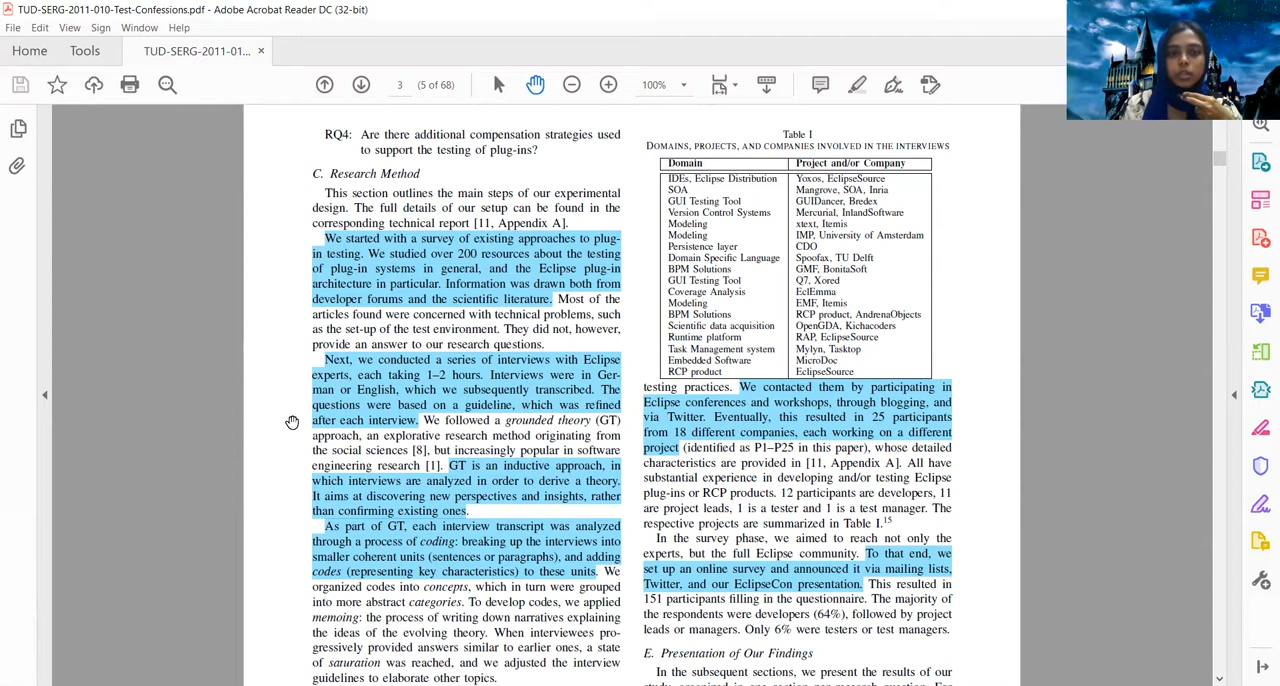 TUD-SERG-2011-010-Test-Confessions.pdf - Adobe Acrobat Reader DC (32-bit)
File Edit View Sign Window Help
Home Tools TUD-SERG-2011-01... ×
3 (5 of 68) 100%
RQ4: Are there additional compensation strategies used
to support the testing of plug-ins?
C. Research Method
This section outlines the main steps of our experimental
design. The full details of our setup can be found in the
corresponding technical report [11, Appendix A].
We started with a survey of existing approaches to plug-
in testing. We studied over 200 resources about the testing
of plug-in systems in general, and the Eclipse plug-in
architecture in particular. Information was drawn both from
developer forums and the scientific literature. Most of the
articles found were concerned with technical problems, such
as the set-up of the test environment. They did not, however,
provide an answer to our research questions.
Next, we conducted a series of interviews with Eclipse
experts, each taking 1–2 hours. Interviews were in Ger-
man or English, which we subsequently transcribed. The
questions were based on a guideline, which was refined
after each interview. We followed a grounded theory (GT)
approach, an explorative research method originating from
the social sciences [8], but increasingly popular in software
engineering research [1]. GT is an inductive approach, in
which interviews are analyzed in order to derive a theory.
It aims at discovering new perspectives and insights, rather
than confirming existing ones.
As part of GT, each interview transcript was analyzed
through a process of coding: breaking up the interviews into
smaller coherent units (sentences or paragraphs), and adding
codes (representing key characteristics) to these units. We
organized codes into concepts, which in turn were grouped
into more abstract categories. To develop codes, we applied
memoing: the process of writing down narratives explaining
the ideas of the evolving theory. When interviewees pro-
gressively provided answers similar to earlier ones, a state
of saturation was reached, and we adjusted the interview
guidelines to elaborate other topics.
Table I
DOMAINS, PROJECTS, AND COMPANIES INVOLVED IN THE INTERVIEWS
Domain Project and/or Company
IDEs, Eclipse Distribution Yoxos, EclipseSource
SOA Mangrove, SOA, Inria
GUI Testing Tool GUIDancer, Bredex
Version Control Systems Mercurial, InlandSoftware
Modeling xtext, Itemis
Modeling IMP, University of Amsterdam
Persistence layer CDO
Domain Specific Language Spoofax, TU Delft
BPM Solutions GMF, BonitaSoft
GUI Testing Tool Q7, Xored
Coverage Analysis EclEmma
Modeling EMF, Itemis
BPM Solutions RCP product, AndrenaObjects
Scientific data acquisition OpenGDA, Kichacoders
Runtime platform RAP, EclipseSource
Task Management system Mylyn, Tasktop
Embedded Software MicroDoc
RCP product EclipseSource
testing practices. We contacted them by participating in
Eclipse conferences and workshops, through blogging, and
via Twitter. Eventually, this resulted in 25 participants
from 18 different companies, each working on a different
project (identified as P1–P25 in this paper), whose detailed
characteristics are provided in [11, Appendix A]. All have
substantial experience in developing and/or testing Eclipse
plug-ins or RCP products. 12 participants are developers, 11
are project leads, 1 is a tester and 1 is a test manager. The
respective projects are summarized in Table I.15
In the survey phase, we aimed to reach not only the
experts, but the full Eclipse community. To that end, we
set up an online survey and announced it via mailing lists,
Twitter, and our EclipseCon presentation. This resulted in
151 participants filling in the questionnaire. The majority of
the respondents were developers (64%), followed by project
leads or managers. Only 6% were testers or test managers.
E. Presentation of Our Findings
In the subsequent sections, we present the results of our